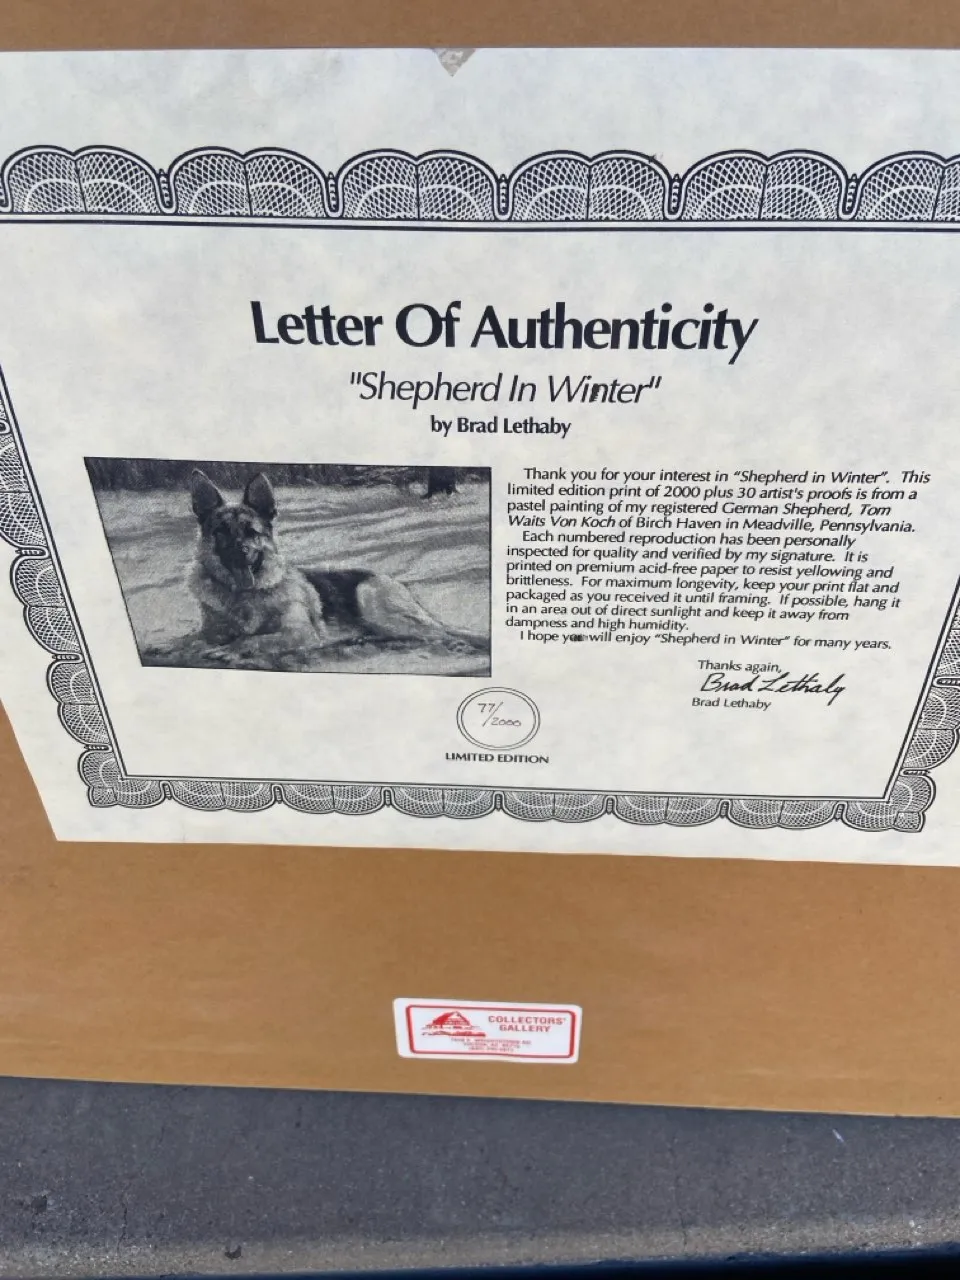 Letter Of Authenticity
"Shepherd In Winter"
by Brad Lethaby
Thank you for your interest in “Shepherd in Winter”. This
limited edition print of 2000 plus 30 artist's proofs is from a
pastel painting of my registered German Shepherd, Tom
Waits Von Koch of Birch Haven in Meadville, Pennsylvania.
Each numbered reproduction has been personally
inspected for quality and verified by my signature. It is
printed on premium acid-free paper to resist yellowing and
brittleness. For maximum longevity, keep your print flat and
packaged as you received it until framing. If possible, hang it
in an area out of direct sunlight and keep it away from
dampness and high humidity.
I hope you will enjoy “Shepherd in Winter” for many years.
Thanks again,
Brad Lethaby
Brad Lethaby
77/2000
LIMITED EDITION
COLLECTORS'
GALLERY